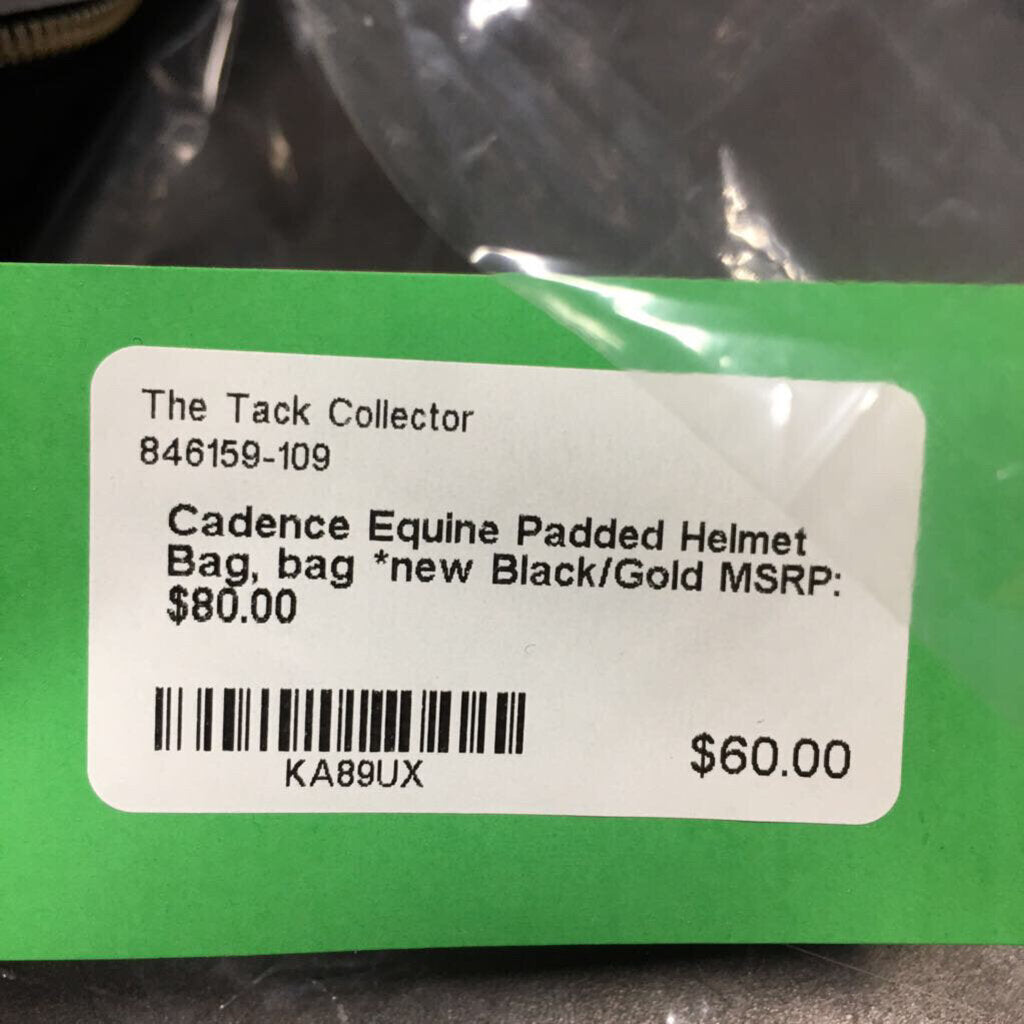 The Tack Collector
846159-109
Cadence Equine Padded Helmet
Bag, bag *new Black/Gold MSRP:
$80.00
KA89UX
$60.00